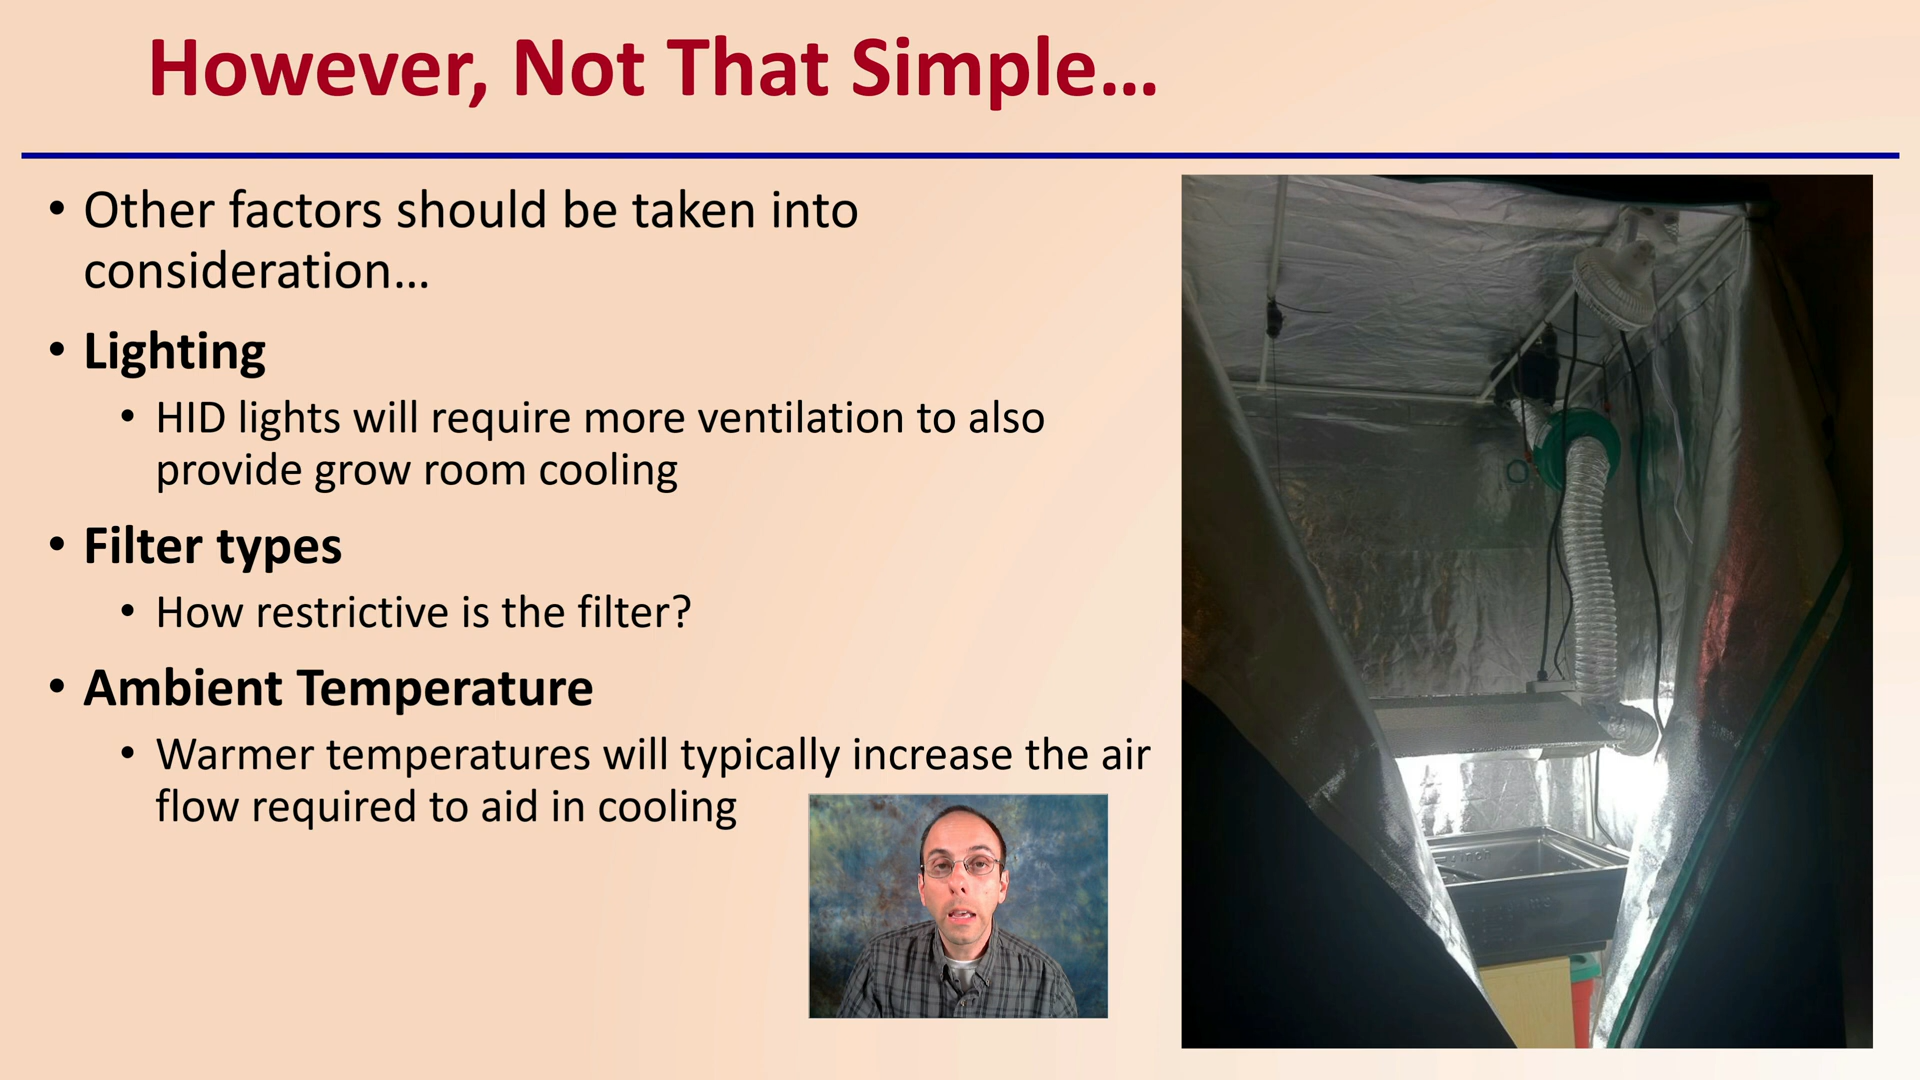 However, Not That Simple...
• Other factors should be taken into
consideration...
• Lighting
• HID lights will require more ventilation to also
provide grow room cooling
• Filter types
• How restrictive is the filter?
• Ambient Temperature
• Warmer temperatures will typically increase the air
flow required to aid in cooling